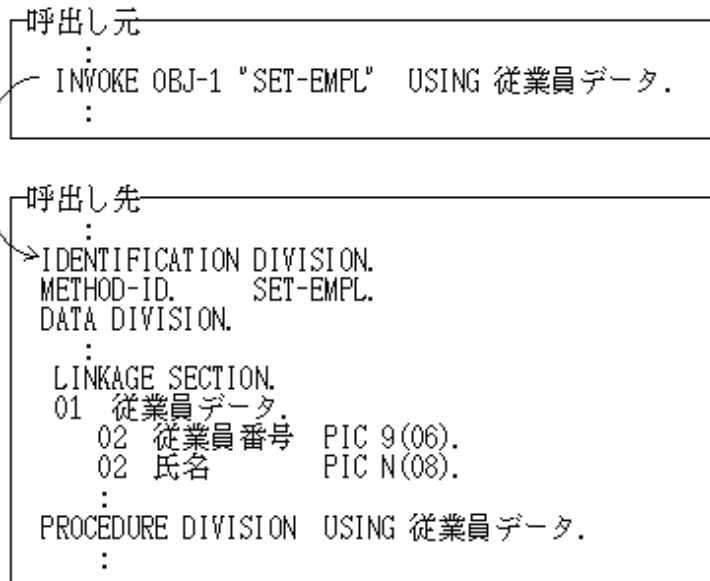 呼出し元
:
INVOKE OBJ-1 "SET-EMPL" USING 従業員データ.
:
呼出し先
:
IDENTIFICATION DIVISION.
METHOD-ID. SET-EMPL.
DATA DIVISION.
:
LINKAGE SECTION.
01 従業員データ.
02 従業員番号 PIC 9(06).
02 氏名 PIC N(08).
:
PROCEDURE DIVISION USING 従業員データ.
: